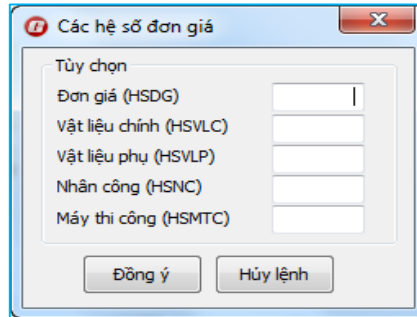 Các hệ số đơn giá
Tùy chọn
Đơn giá (HSDG)
Vật liệu chính (HSVLC)
Vật liệu phụ (HSVLP)
Nhân công (HSNC)
Máy thi công (HSMTC)
Đồng ý Hủy lệnh